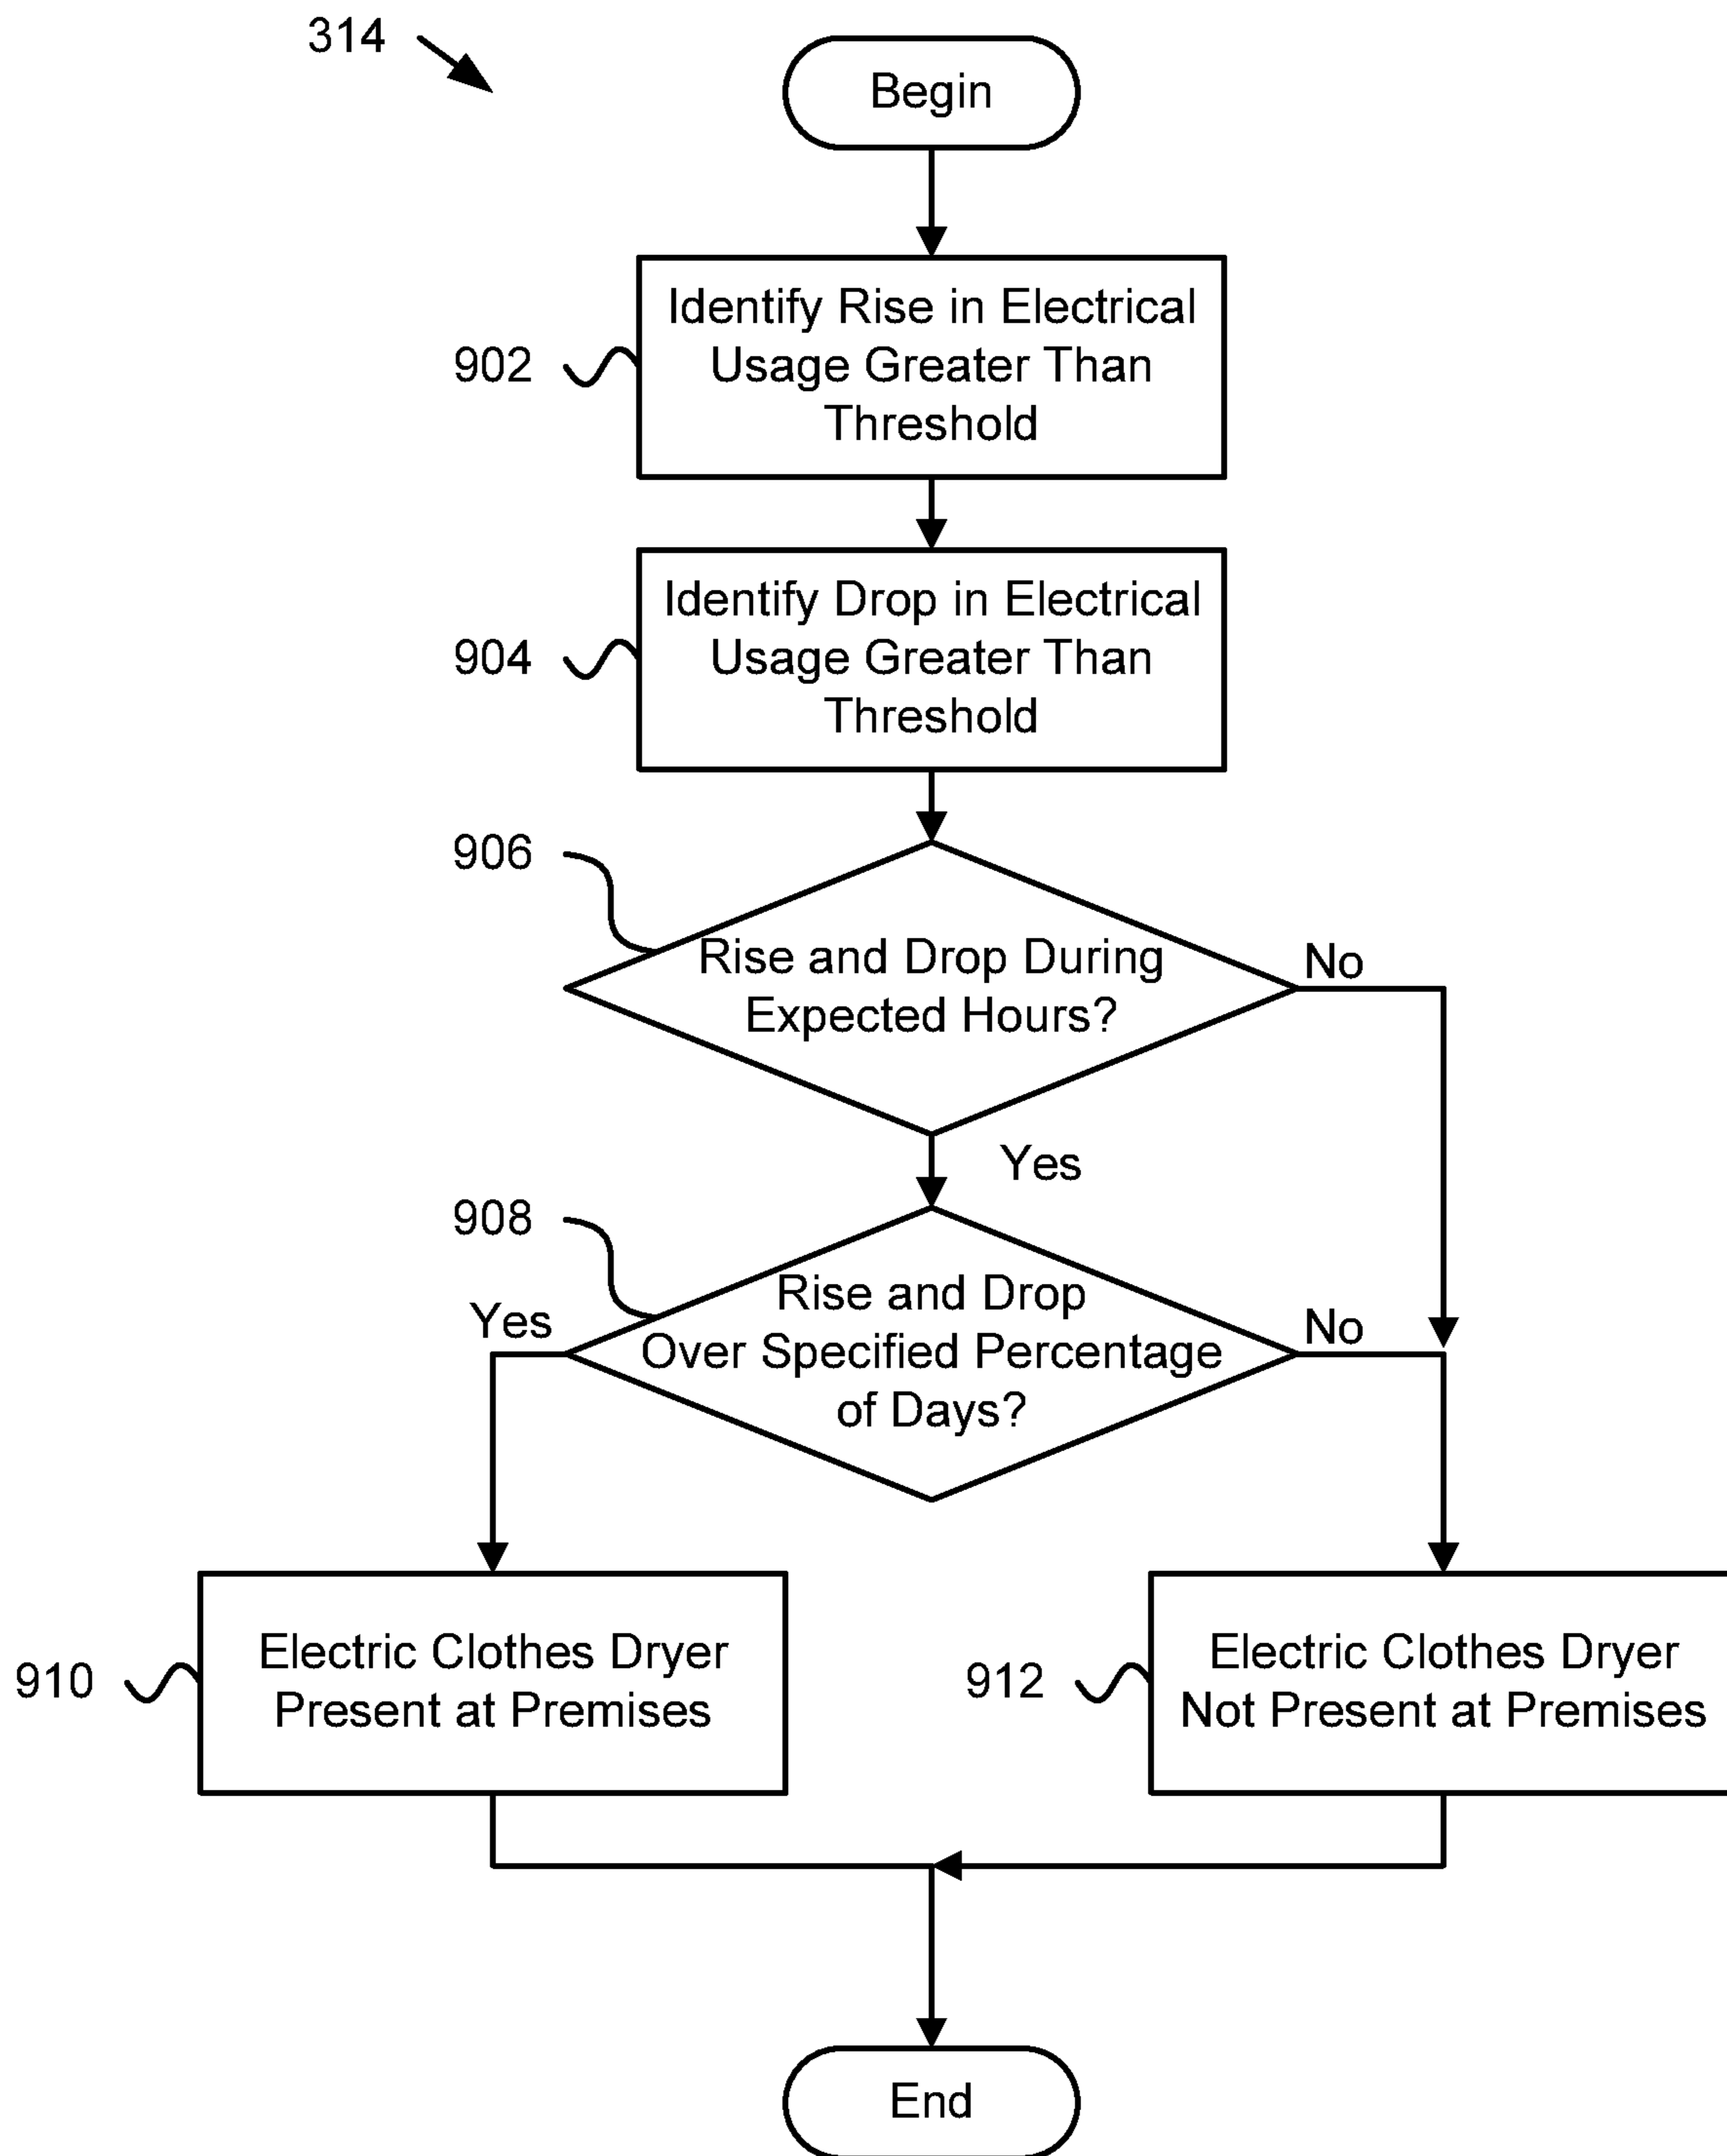 314
Begin
902
Identify Rise in Electrical
Usage Greater Than
Threshold
904
Identify Drop in Electrical
Usage Greater Than
Threshold
906
Rise and Drop During
Expected Hours?
No
Yes
908
Rise and Drop
Over Specified Percentage
of Days?
Yes
No
910
Electric Clothes Dryer
Present at Premises
912
Electric Clothes Dryer
Not Present at Premises
End